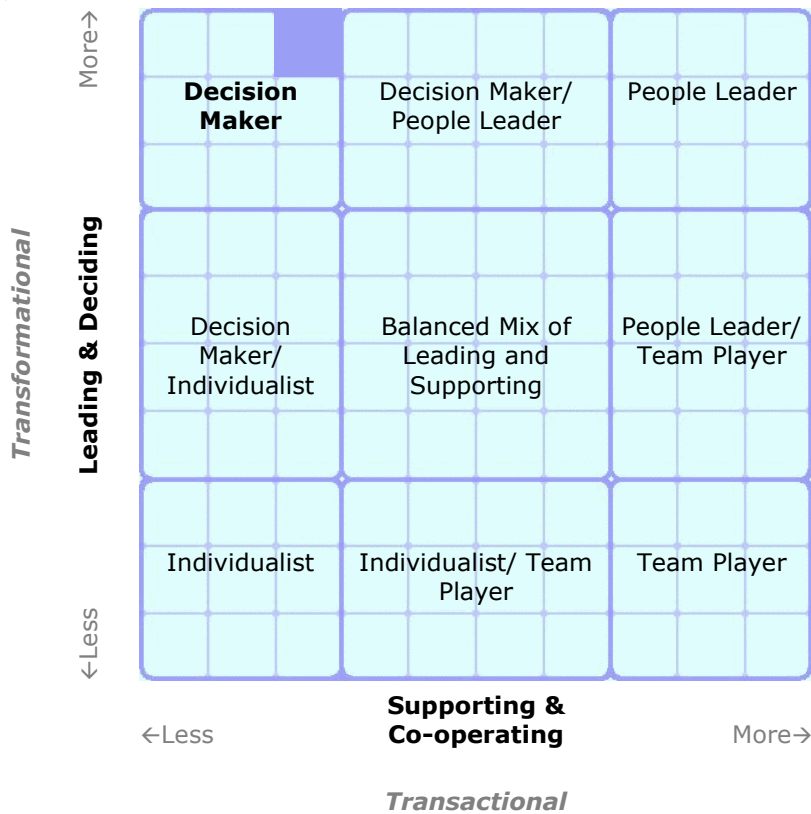 More→
Decision
Maker
Decision Maker/
People Leader
People Leader
Transformational
Leading & Deciding
Decision
Maker/
Individualist
Balanced Mix of
Leading and
Supporting
People Leader/
Team Player
Individualist
Individualist/ Team
Player
Team Player
←Less
←Less
Supporting &
Co-operating
More→
Transactional